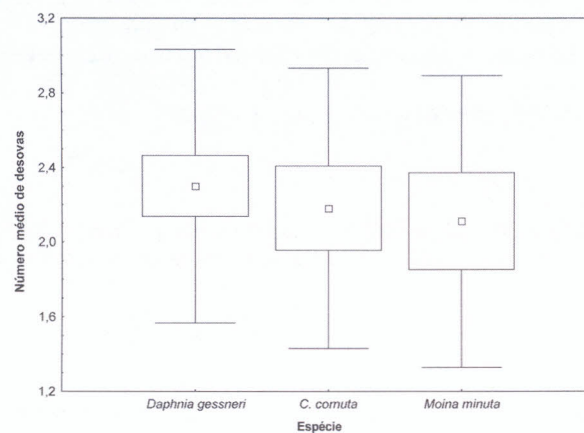 3,2
2,8
2,4
2,0
1,6
1,2
Número médio de desovas
Daphnia gessneri C. cornuta Moina minuta
Espécie